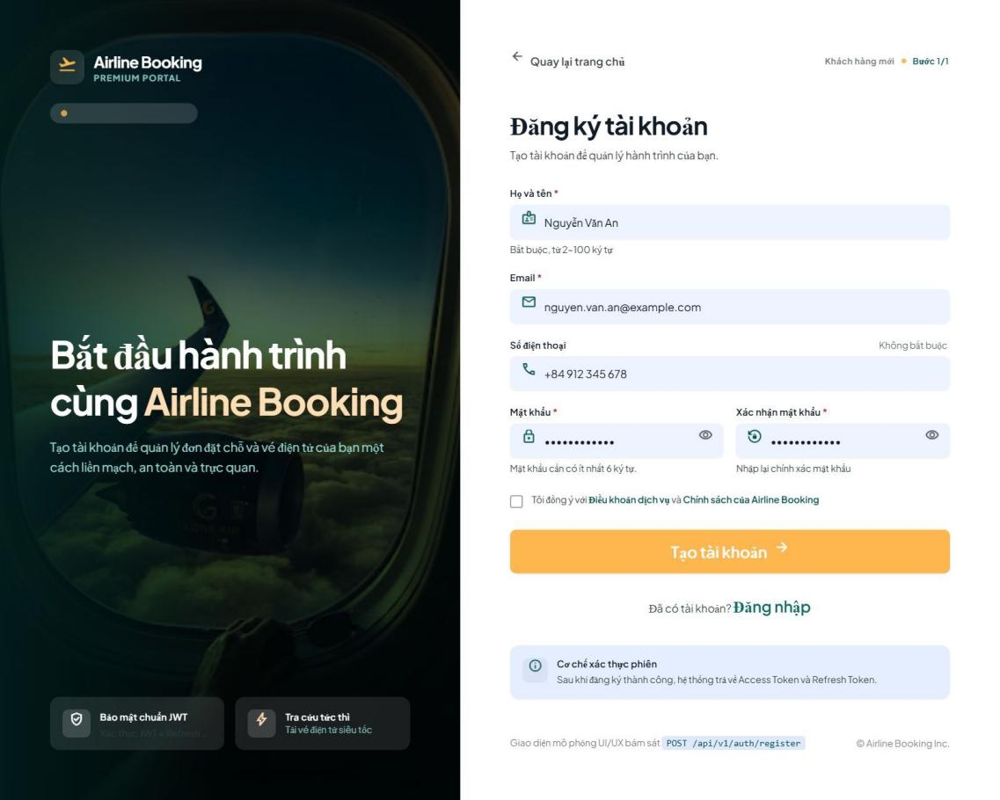 Airline Booking
PREMIUM PORTAL
Bắt đầu hành trình
cùng Airline Booking
Tạo tài khoản để quản lý đơn đặt chỗ và vé điện tử của bạn một
cách liền mạch, an toàn và trực quan.
Bảo mật chuẩn JWT
Xác thực JWT + Refresh ...
Tra cứu tức thì
Tải vé điện tử siêu tốc
Quay lại trang chủ
Khách hàng mới • Bước 1/1
Đăng ký tài khoản
Tạo tài khoản để quản lý hành trình của bạn.
Họ và tên *
Nguyễn Văn An
Bắt buộc, từ 2–100 ký tự
Email *
nguyen.van.an@example.com
Số điện thoại
Không bắt buộc
+84 912 345 678
Mật khẩu *
••••••••••••
Mật khẩu cần có ít nhất 6 ký tự.
Xác nhận mật khẩu *
••••••••••••
Nhập lại chính xác mật khẩu
Tôi đồng ý với Điều khoản dịch vụ và Chính sách của Airline Booking
Tạo tài khoản →
Đã có tài khoản? Đăng nhập
Cơ chế xác thực phiên
Sau khi đăng ký thành công, hệ thống trả về Access Token và Refresh Token.
Giao diện mô phỏng UI/UX bám sát POST /api/v1/auth/register
© Airline Booking Inc.